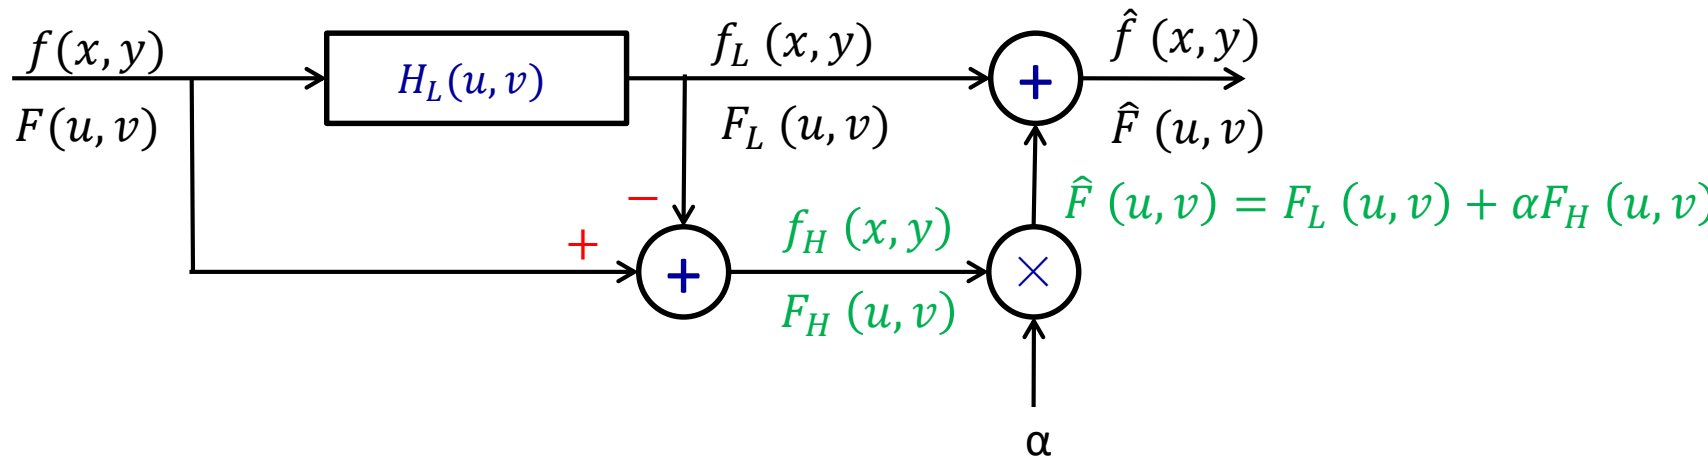 f(x, y)
F(u, v)
H_L(u, v)
f_L (x, y)
F_L (u, v)
+
f̂ (x, y)
F̂ (u, v)
−
+
+
f_H (x, y)
F_H (u, v)
×
F̂ (u, v) = F_L (u, v) + αF_H (u, v)
α